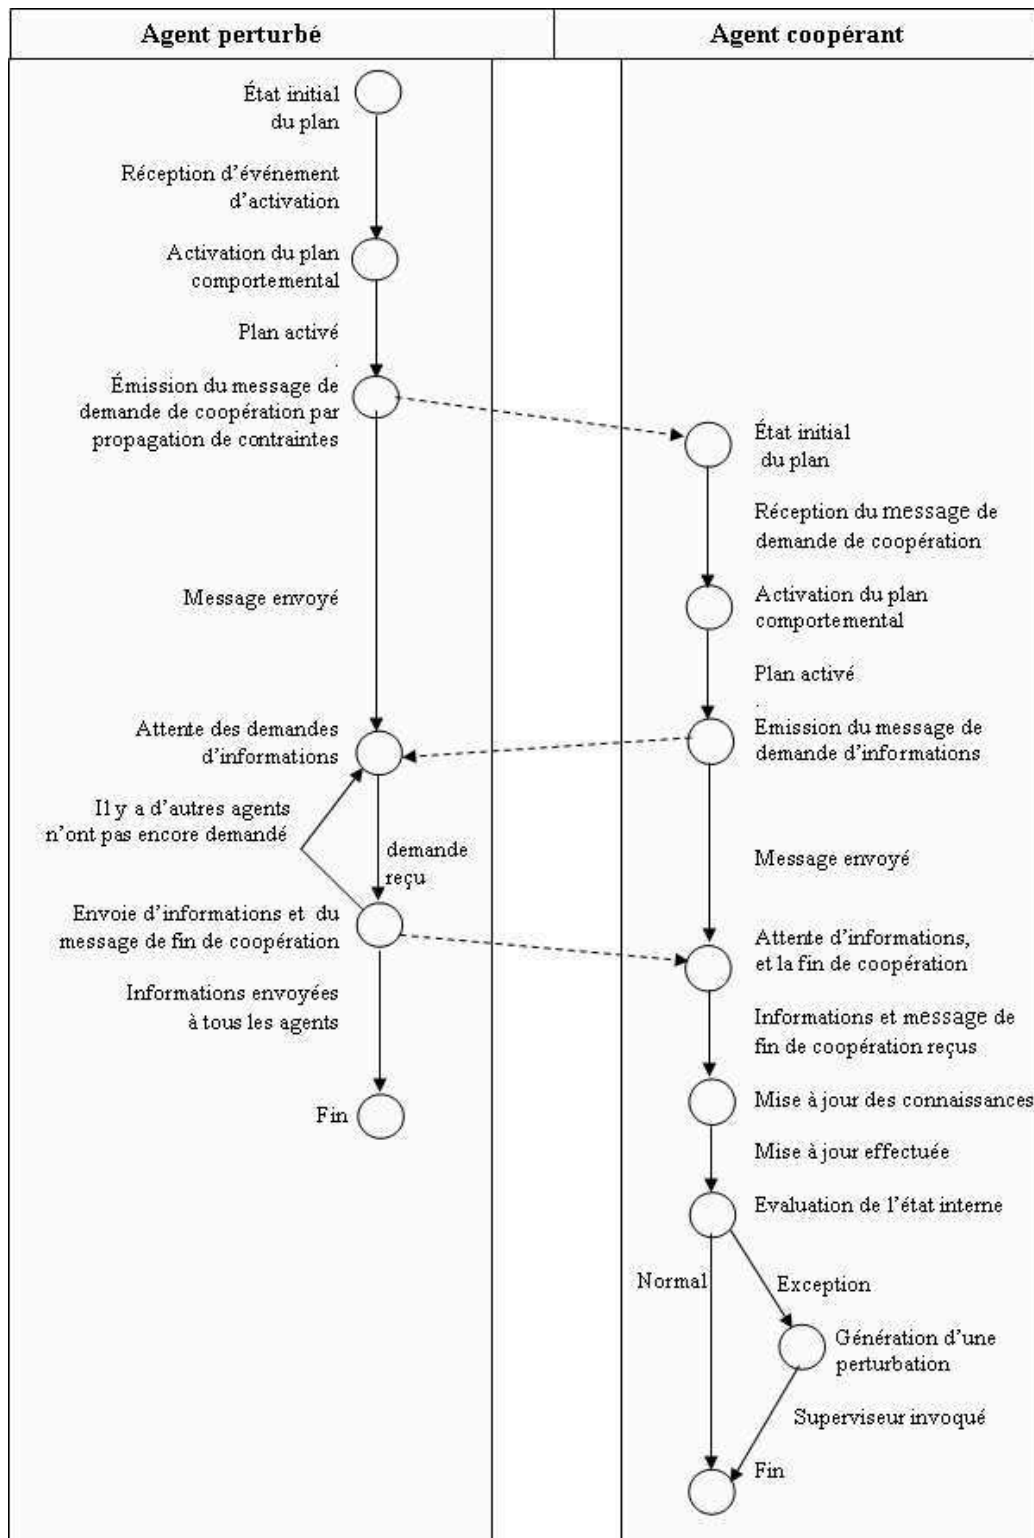 Agent perturbé
Agent coopérant
État initial
du plan
Réception d’événement
d’activation
Activation du plan
comportemental
Plan activé
.
Émission du message de
demande de coopération par
propagation de contraintes
Message envoyé
Attente des demandes
d’informations
Il y a d’autres agents
n’ont pas encore demandé
demande
reçu
Envoie d’informations et du
message de fin de coopération
Informations envoyées
à tous les agents
Fin
État initial
du plan
Réception du message de
demande de coopération
Activation du plan
comportemental
Plan activé
.
Emission du message de
demande d’informations
Message envoyé
Attente d’informations,
et la fin de coopération
Informations et message de
fin de coopération reçus
Mise à jour des connaissances
Mise à jour effectuée
Evaluation de l’état interne
Normal
Exception
Génération d’une
perturbation
Superviseur invoqué
Fin